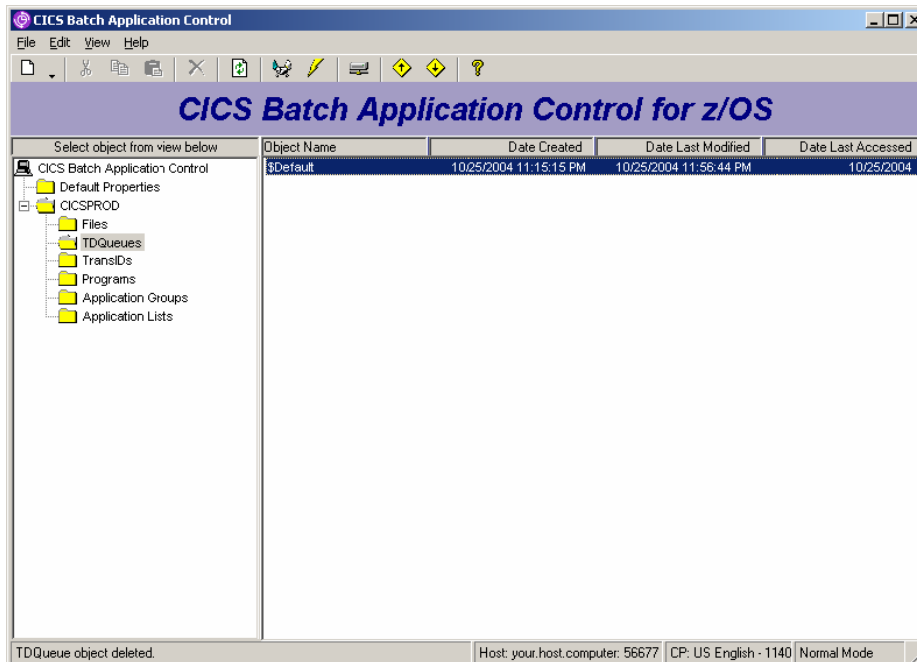 CICS Batch Application Control
File Edit View Help
CICS Batch Application Control for z/OS
Select object from view below Object Name Date Created Date Last Modified Date Last Accessed
CICS Batch Application Control $Default 10/25/2004 11:15:15 PM 10/25/2004 11:56:44 PM 10/25/2004
Default Properties
CICSPROD
Files
TDQueues
TransIDs
Programs
Application Groups
Application Lists
TDQueue object deleted. Host: your.host.computer: 56677 CP: US English - 1140 Normal Mode